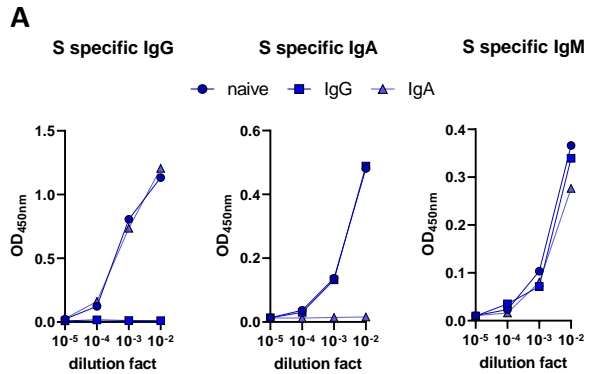 A
S specific IgG
S specific IgA
S specific IgM
naive IgG IgA
OD450nm
1.5
1.0
0.5
0.0
10-5 10-4 10-3 10-2
dilution fact
OD450nm
0.6
0.4
0.2
0.0
10-5 10-4 10-3 10-2
dilution fact
OD450nm
0.4
0.3
0.2
0.1
0.0
10-5 10-4 10-3 10-2
dilution fact